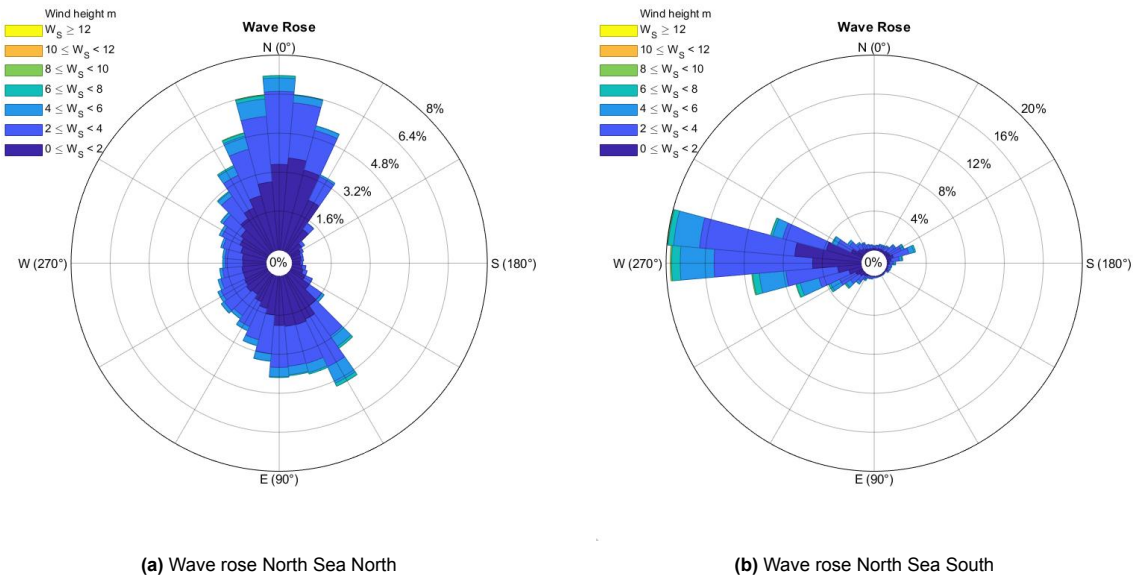 Wind height m
W_S ≥ 12
10 ≤ W_S < 12
8 ≤ W_S < 10
6 ≤ W_S < 8
4 ≤ W_S < 6
2 ≤ W_S < 4
0 ≤ W_S < 2
Wave Rose
N (0°)
8%
6.4%
4.8%
3.2%
1.6%
0%
W (270°)
S (180°)
E (90°)
(a) Wave rose North Sea North
Wind height m
W_S ≥ 12
10 ≤ W_S < 12
8 ≤ W_S < 10
6 ≤ W_S < 8
4 ≤ W_S < 6
2 ≤ W_S < 4
0 ≤ W_S < 2
Wave Rose
N (0°)
20%
16%
12%
8%
4%
0%
W (270°)
S (180°)
E (90°)
(b) Wave rose North Sea South